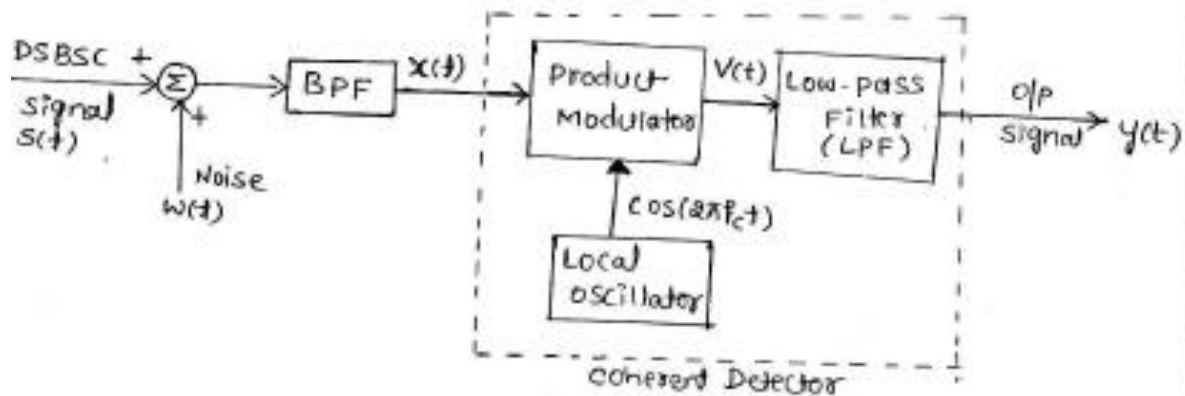 DSBSC +
Signal
S(t)
Σ
+
Noise
W(t)
BPF
x(t)
Product
Modulator
V(t)
Low-pass
Filter
(LPF)
O/P
Signal
y(t)
cos(2πfct)
Local
oscillator
Coherent Detector